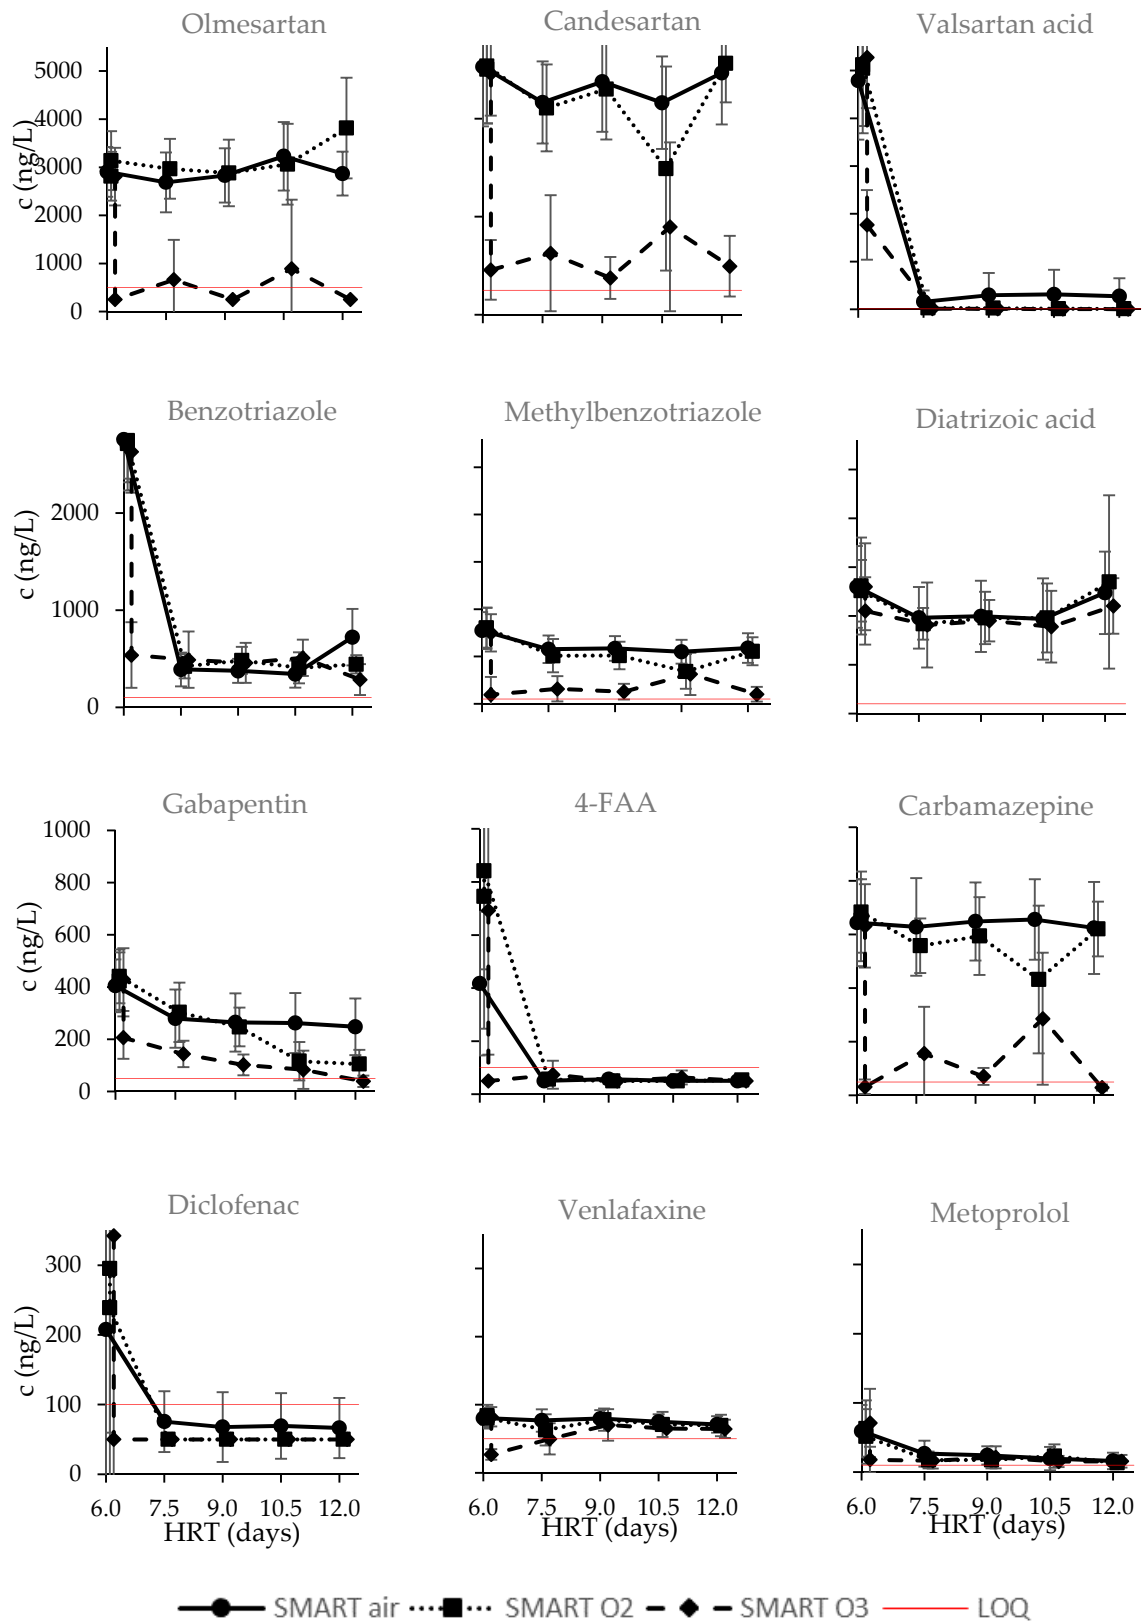 Olmesartan Candesartan Valsartan acid
c (ng/L)
5000
4000
3000
2000
1000
0
Benzotriazole Methylbenzotriazole Diatrizoic acid
c (ng/L)
2000
1000
0
Gabapentin 4-FAA Carbamazepine
c (ng/L)
1000
800
600
400
200
0
Diclofenac Venlafaxine Metoprolol
c (ng/L)
300
200
100
0
6.0 7.5 9.0 10.5 12.0 6.0 7.5 9.0 10.5 12.0 6.0 7.5 9.0 10.5 12.0
HRT (days) HRT (days) HRT (days)
SMART air SMART O2 SMART O3 LOQ